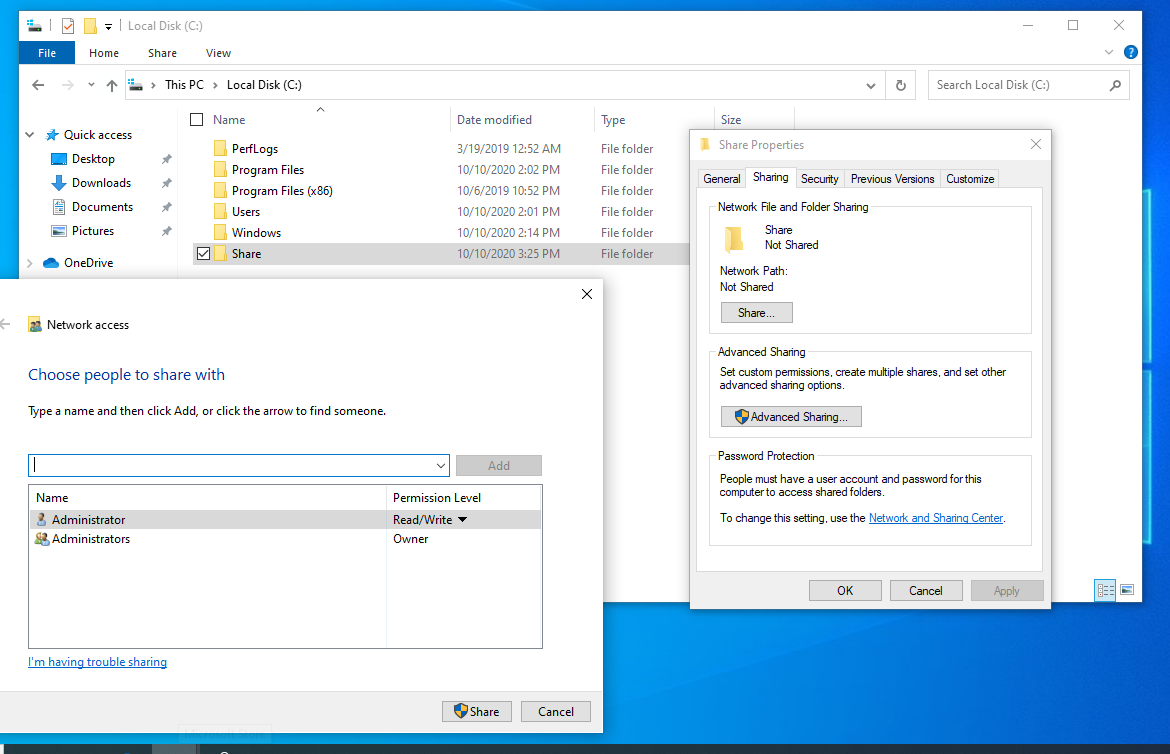 Local Disk (C:)
File Home Share View
This PC > Local Disk (C:)
Search Local Disk (C:)
Quick access
Desktop
Downloads
Documents
Pictures
OneDrive
Name Date modified Type Size
PerfLogs 3/19/2019 12:52 AM File folder
Program Files 10/10/2020 2:02 PM File folder
Program Files (x86) 10/6/2019 10:52 PM File folder
Users 10/10/2020 2:01 PM File folder
Windows 10/10/2020 2:14 PM File folder
Share 10/10/2020 3:25 PM File folder
Share Properties
General Sharing Security Previous Versions Customize
Network File and Folder Sharing
Share
Not Shared
Network Path:
Not Shared
Share...
Advanced Sharing
Set custom permissions, create multiple shares, and set other
advanced sharing options.
Advanced Sharing...
Password Protection
People must have a user account and password for this
computer to access shared folders.
To change this setting, use the Network and Sharing Center.
OK Cancel Apply
Network access
Choose people to share with
Type a name and then click Add, or click the arrow to find someone.
Add
Name Permission Level
Administrator Read/Write
Administrators Owner
I'm having trouble sharing
Share Cancel
Microsoft Store